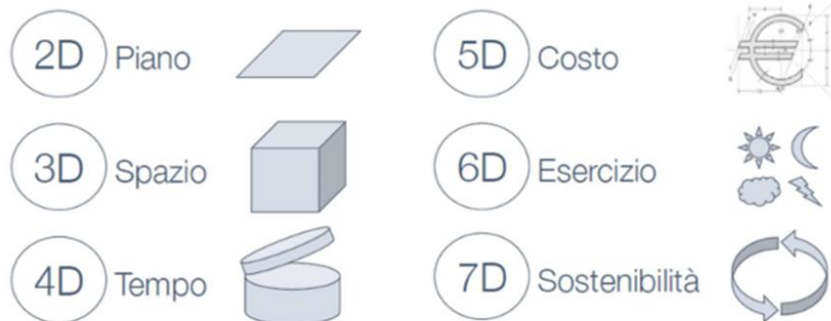 2D Piano
3D Spazio
4D Tempo
5D Costo
6D Esercizio
7D Sostenibilità